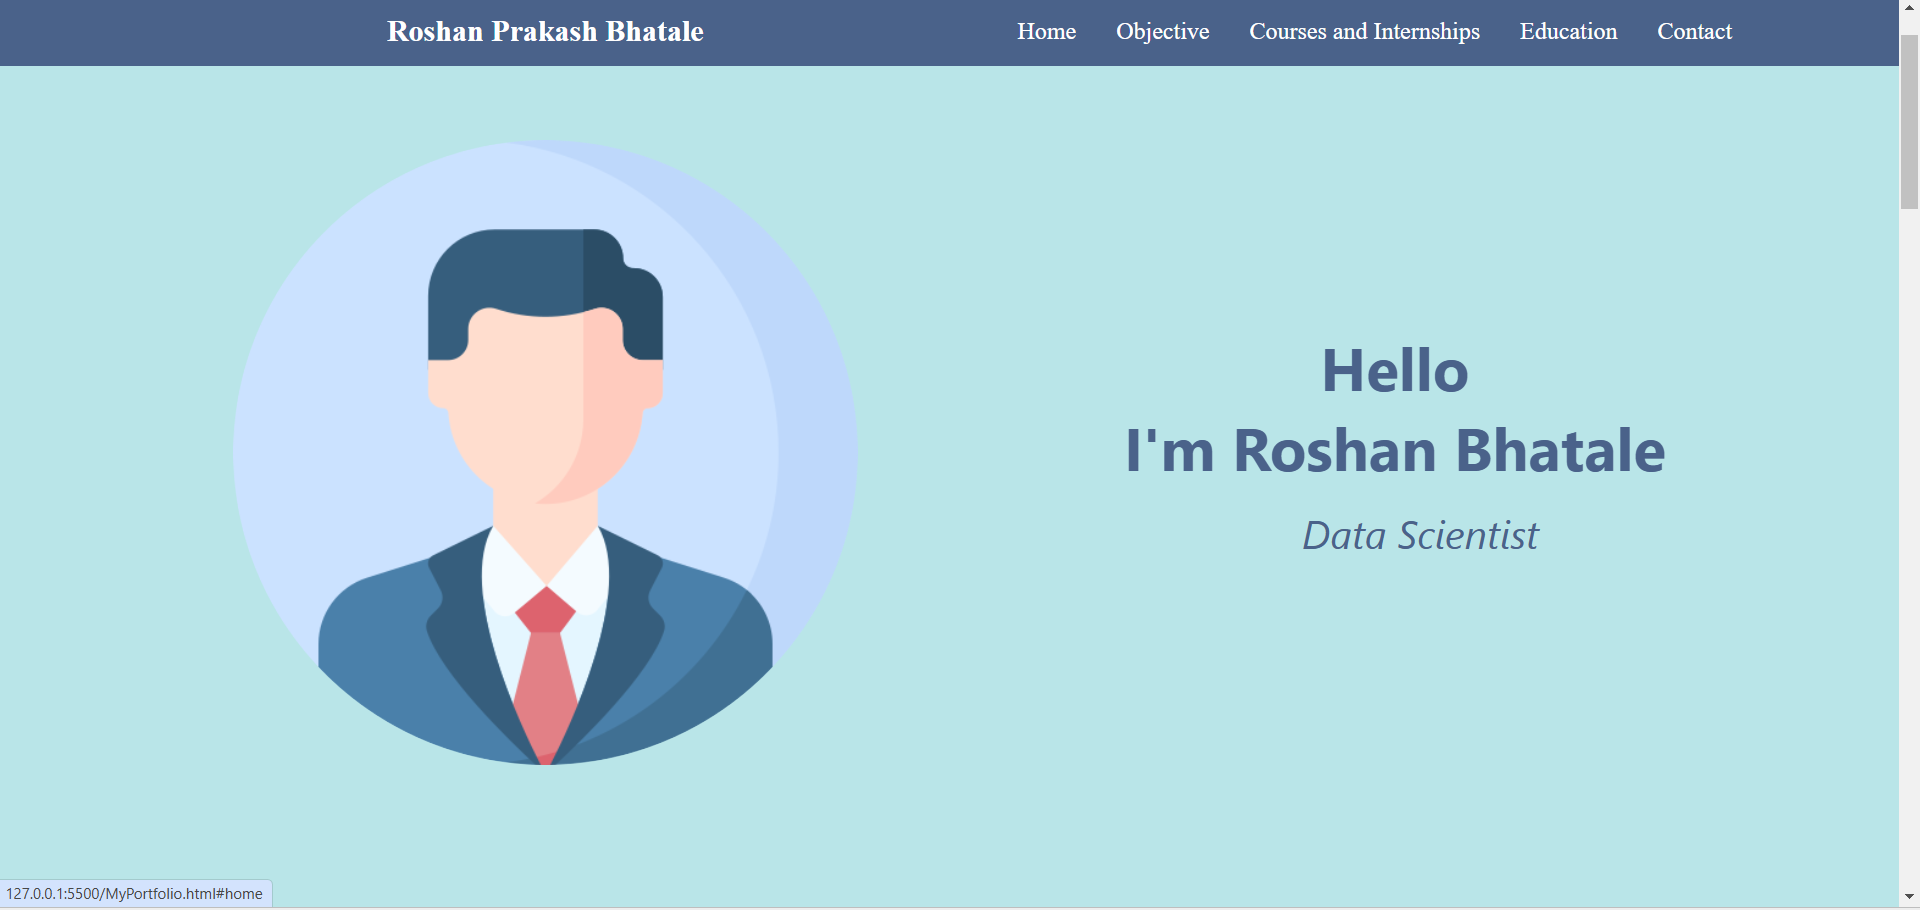 Roshan Prakash Bhatale
Home Objective Courses and Internships Education Contact
Hello
I'm Roshan Bhatale
Data Scientist
127.0.0.1:5500/MyPortfolio.html#home